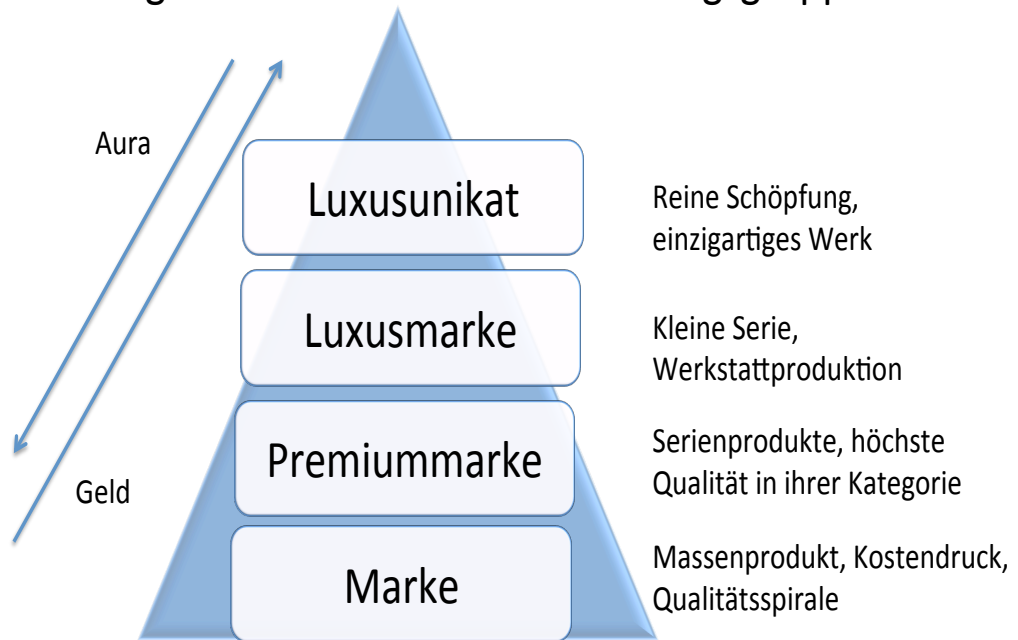 Aura
Luxusunikat
Reine Schöpfung,
einzigartiges Werk
Luxusmarke
Kleine Serie,
Werkstattproduktion
Premiummarke
Serienprodukte, höchste
Qualität in ihrer Kategorie
Geld
Marke
Massenprodukt, Kostendruck,
Qualitätsspirale